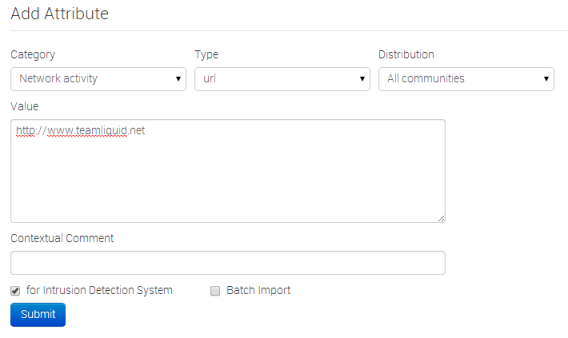 Add Attribute
Category Type Distribution
Network activity url All communities
Value
http://www.teamliquid.net
Contextual Comment
for Intrusion Detection System Batch Import
Submit